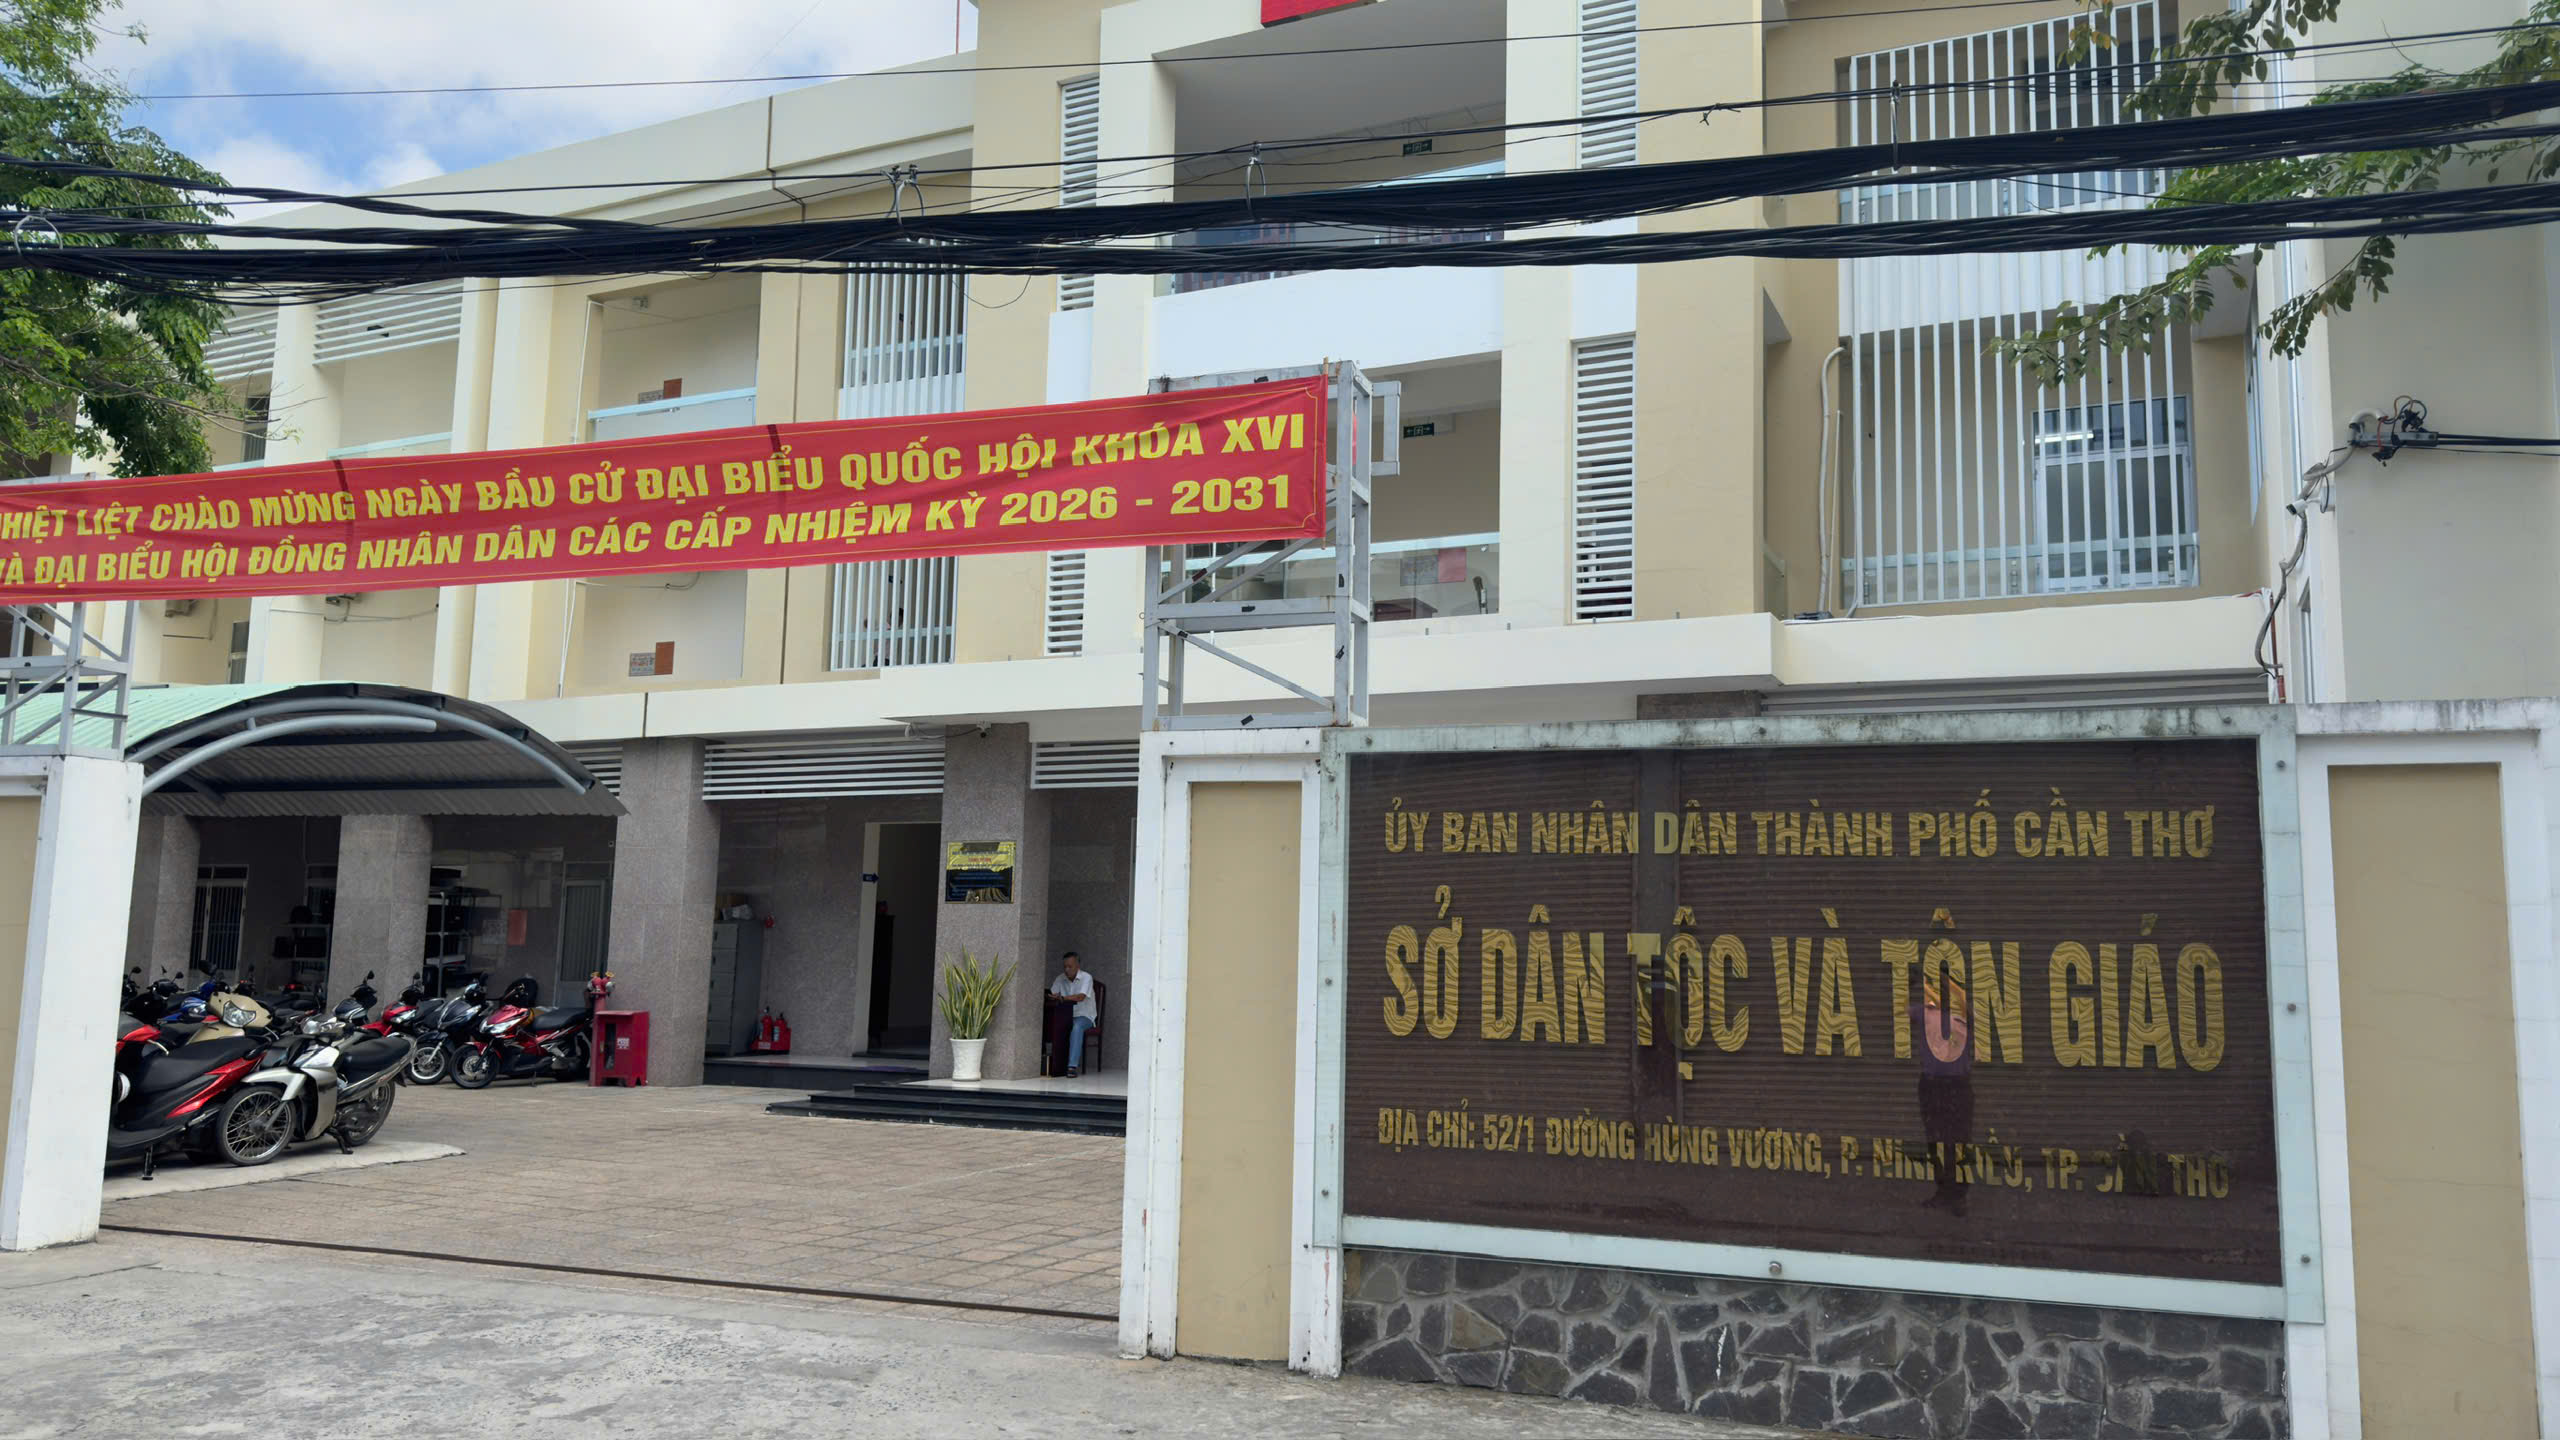 NHIỆT LIỆT CHÀO MỪNG NGÀY BẦU CỬ ĐẠI BIỂU QUỐC HỘI KHÓA XVI
VÀ ĐẠI BIỂU HỘI ĐỒNG NHÂN DÂN CÁC CẤP NHIỆM KỲ 2026 - 2031
ỦY BAN NHÂN DÂN THÀNH PHỐ CẦN THƠ
SỞ DÂN TỘC VÀ TÔN GIÁO
ĐỊA CHỈ: 52/1 ĐƯỜNG HÙNG VƯƠNG, P. NINH KIỀU, TP. CẦN THƠ